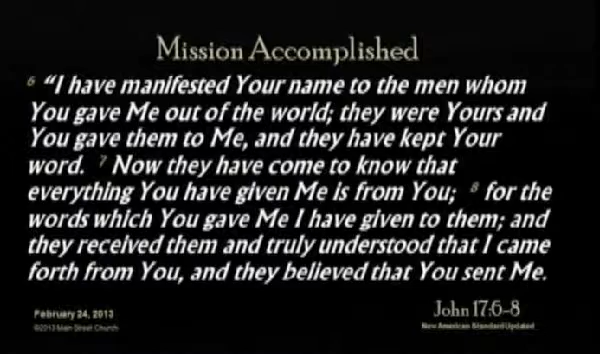 Mission Accomplished
6 "I have manifested Your name to the men whom
You gave Me out of the world; they were Yours and
You gave them to Me, and they have kept Your
word. 7 Now they have come to know that
everything You have given Me is from You; 8 for the
words which You gave Me I have given to them; and
they received them and truly understood that I came
forth from You, and they believed that You sent Me.
February 24, 2013
©2013 Main Street Church
John 17:6-8
New American Standard Updated